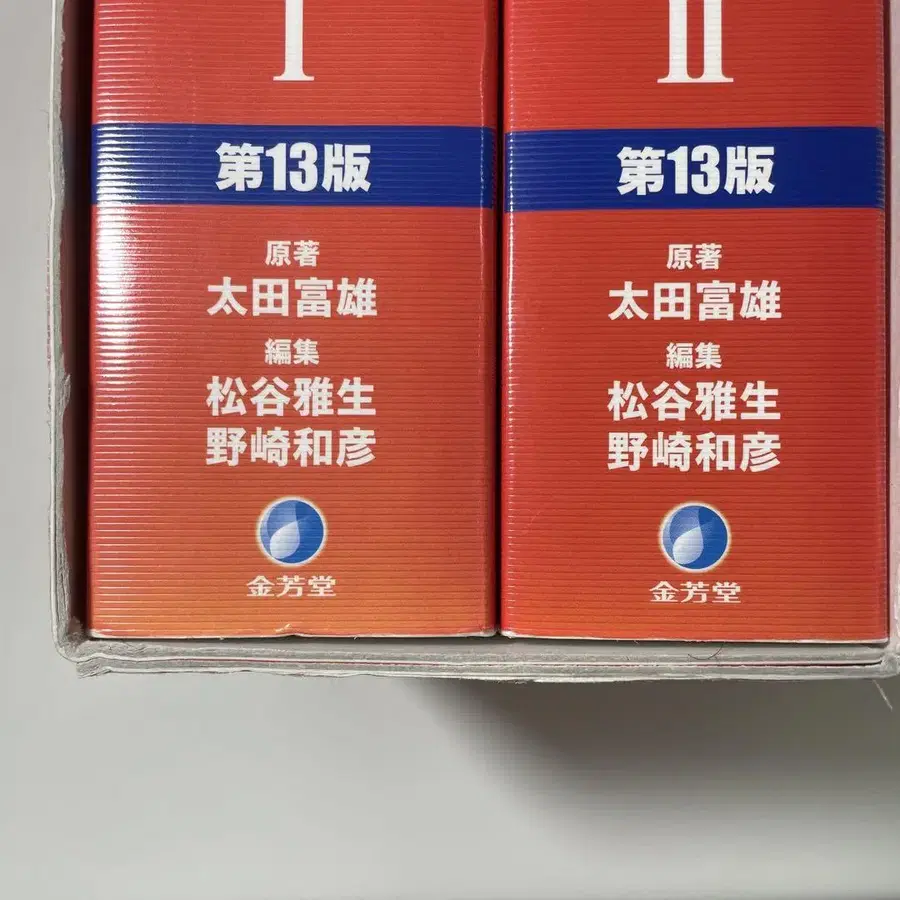 I
第13版
原著
太田富雄
編集
松谷雅生
野崎和彦
金芳堂
II
第13版
原著
太田富雄
編集
松谷雅生
野崎和彦
金芳堂